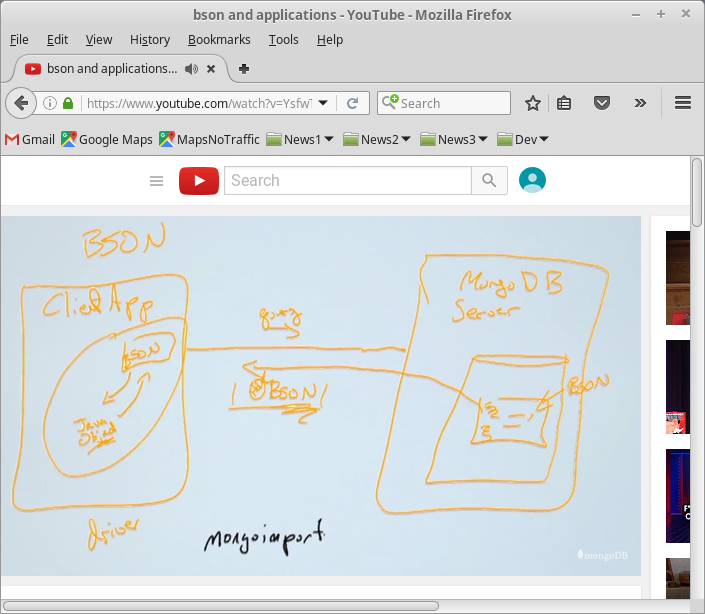 bson and applications - YouTube - Mozilla Firefox
File Edit View History Bookmarks Tools Help
bson and applications...
https://www.youtube.com/watch?v=YsfwT
Search
Gmail Google Maps MapsNoTraffic News1 News2 News3 Dev
Search
BSON
Client App
MongoDB
Server
query
BSON
BSON
BSON
Java
Object
driver
mongoimport
mongoDB